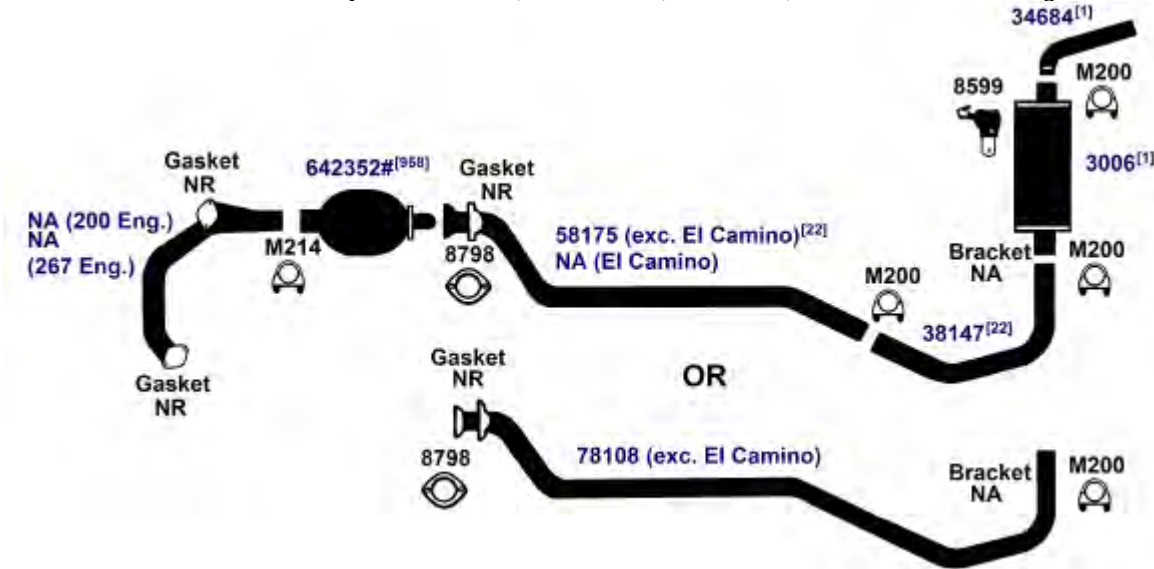 34684[1]
M200
8599
3006[1]
Gasket
NR
642352#[958]
Gasket
NR
NA (200 Eng.)
NA
(267 Eng.)
M214
8798
58175 (exc. El Camino)[22]
NA (El Camino)
Bracket
NA
M200
M200
38147[22]
Gasket
NR
Gasket
NR
OR
8798
78108 (exc. El Camino)
Bracket
NA
M200